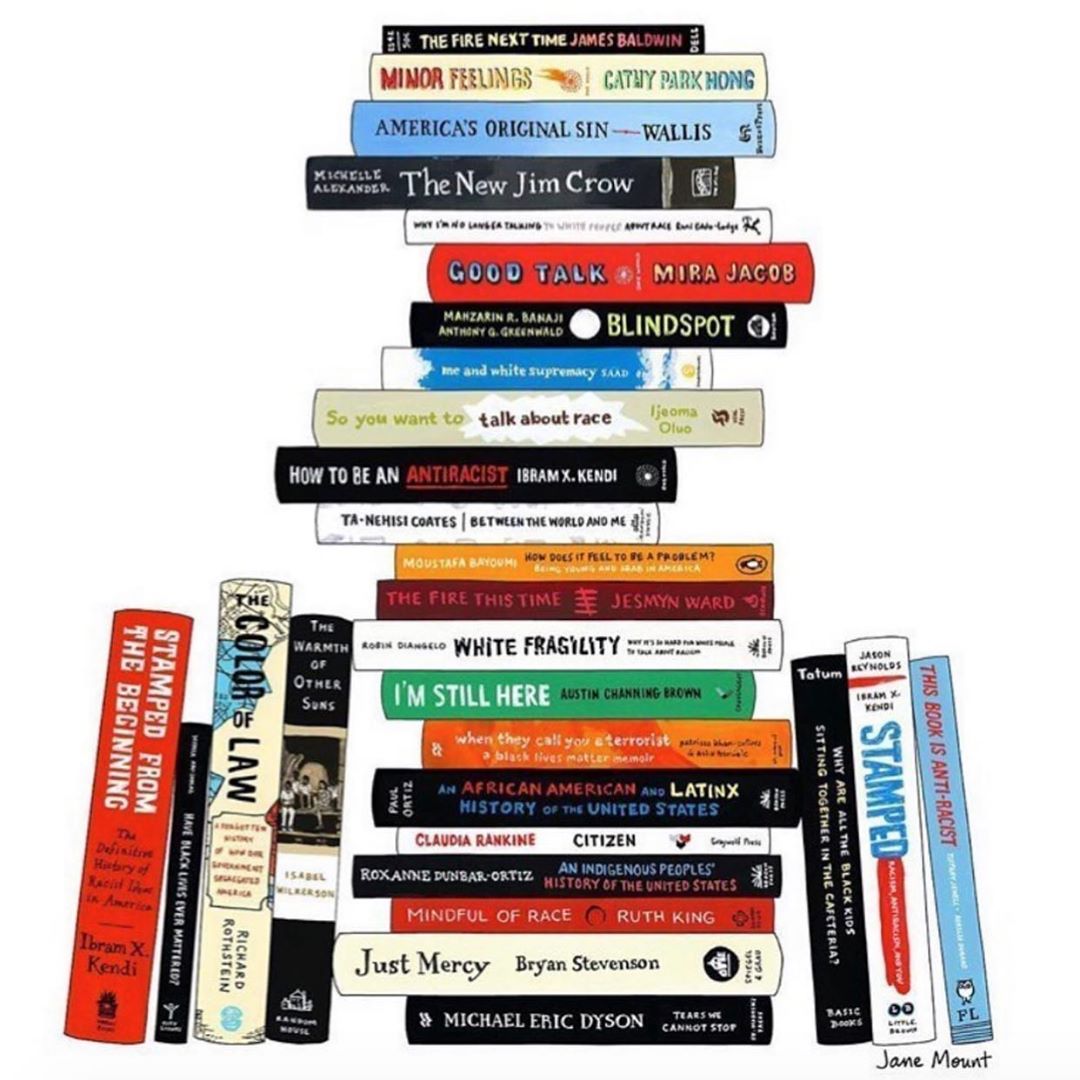 THE FIRE NEXT TIME JAMES BALDWIN DELL
MINOR FEELINGS CATHY PARK HONG
AMERICA'S ORIGINAL SIN — WALLIS
MICHELLE
ALEXANDER The New Jim Crow
WHY I'M NO LONGER TALKING TO WHITE PEOPLE ABOUT RACE Reni Eddo-Lodge
GOOD TALK MIRA JACOB
MAHZARIN R. BANAJI
ANTHONY G. GREENWALD BLINDSPOT
me and white supremacy SAAD
So you want to talk about race Ijeoma
Oluo
HOW TO BE AN ANTIRACIST IBRAM X. KENDI
TA-NEHISI COATES | BETWEEN THE WORLD AND ME
MOUSTAFA BAYOUMI HOW DOES IT FEEL TO BE A PROBLEM?
BEING YOUNG AND ARAB IN AMERICA
THE FIRE THIS TIME JESMYN WARD
ROBIN DIANGELO WHITE FRAGILITY WHY IT'S SO HARD FOR WHITE PEOPLE
TO TALK ABOUT RACISM
I'M STILL HERE AUSTIN CHANNING BROWN
when they call you a terrorist
a black lives matter memoir
PAUL
ORTIZ
AN AFRICAN AMERICAN AND LATINX
HISTORY OF THE UNITED STATES
CLAUDIA RANKINE CITIZEN Graywolf Press
ROXANNE DUNBAR-ORTIZ AN INDIGENOUS PEOPLES'
HISTORY OF THE UNITED STATES
MINDFUL OF RACE RUTH KING
Just Mercy Bryan Stevenson SPIEGEL
& GRAU
MICHAEL ERIC DYSON TEARS WE
CANNOT STOP
STAMPED FROM
THE BEGINNING
The
Definitive
History of
Racist Ideas
in America
Ibram X.
Kendi
HAVE BLACK LIVES EVER MATTERED?
THE
COLOR OF LAW
A FORGOTTEN
HISTORY
OF HOW OUR
GOVERNMENT
SEGREGATED
AMERICA
RICHARD
ROTHSTEIN
THE
WARMTH
OF
OTHER
SUNS
ISABEL
WILKERSON
RANDOM
HOUSE
Tatum
WHY ARE ALL THE BLACK KIDS
SITTING TOGETHER IN THE CAFETERIA?
BASIC
BOOKS
JASON
REYNOLDS
IBRAM X.
KENDI
STAMPED
RACISM, ANTIRACISM, AND YOU
LB
LITTLE
BROWN
THIS BOOK IS ANTI-RACIST
FL
Jane Mount